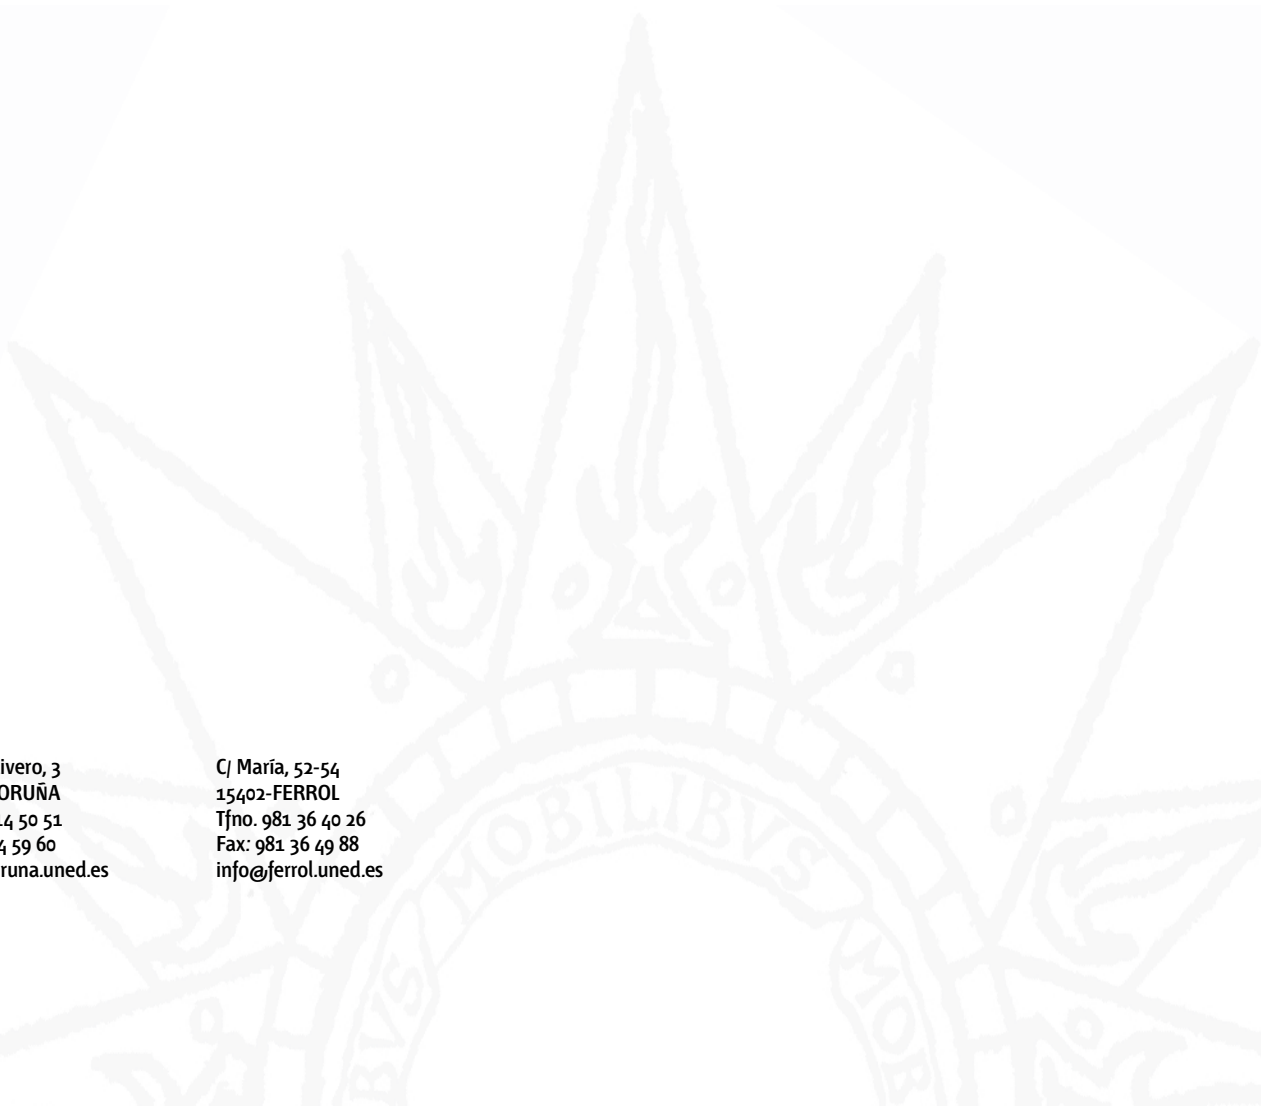 ivero, 3
ORUÑA
14 50 51
4 59 60
runa.uned.es
C/ María, 52-54
15402-FERROL
Tfno. 981 36 40 26
Fax: 981 36 49 88
info@ferrol.uned.es
BVS MOBILIBVS MOB